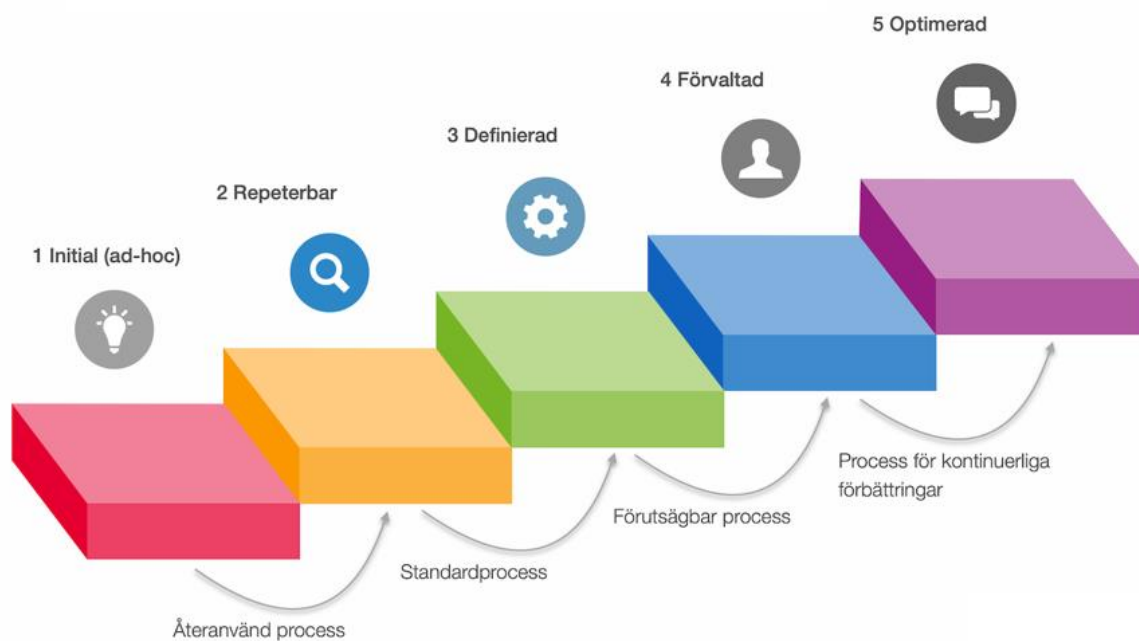 5 Optimerad
4 Förvaltad
3 Definierad
2 Repeterbar
1 Initial (ad-hoc)
Process för kontinuerliga
förbättringar
Förutsägbar process
Standardprocess
Återanvänd process